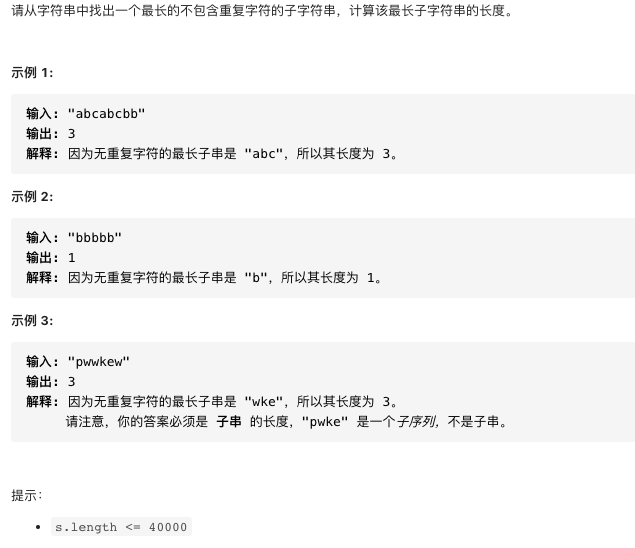 请从字符串中找出一个最长的不包含重复字符的子字符串，计算该最长子字符串的长度。
示例 1:
输入: "abcabcbb"
输出: 3
解释: 因为无重复字符的最长子串是 "abc"，所以其长度为 3。
示例 2:
输入: "bbbbb"
输出: 1
解释: 因为无重复字符的最长子串是 "b"，所以其长度为 1。
示例 3:
输入: "pwwkew"
输出: 3
解释: 因为无重复字符的最长子串是 "wke"，所以其长度为 3。
请注意，你的答案必须是 子串 的长度，"pwke" 是一个子序列，不是子串。
提示：
• s.length <= 40000